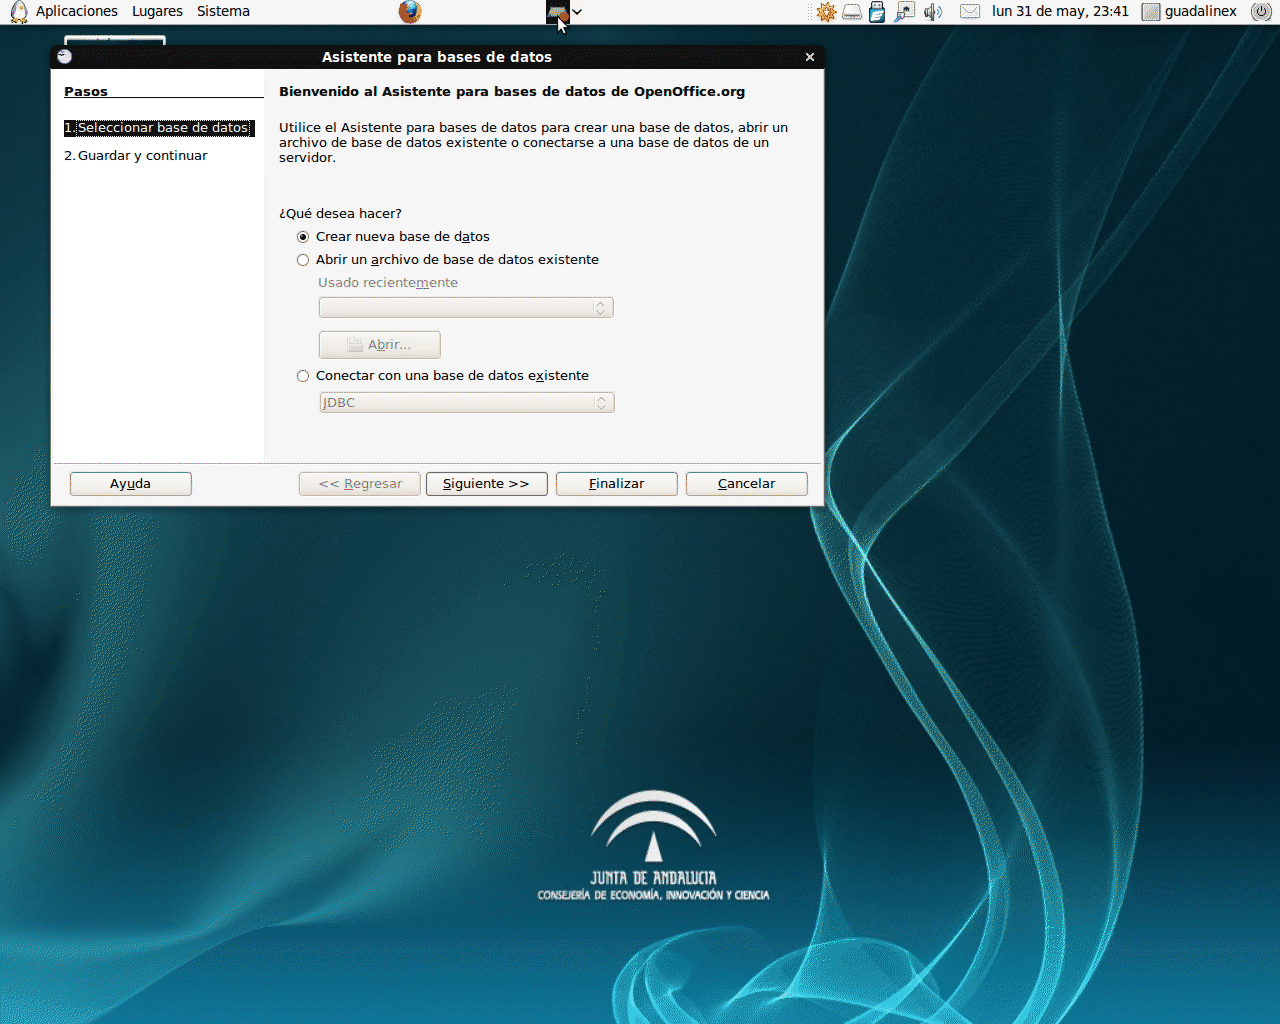 Aplicaciones Lugares Sistema
lun 31 de may, 23:41 guadalinex
Asistente para bases de datos
Pasos
1. Seleccionar base de datos
2. Guardar y continuar
Bienvenido al Asistente para bases de datos de OpenOffice.org
Utilice el Asistente para bases de datos para crear una base de datos, abrir un
archivo de base de datos existente o conectarse a una base de datos de un
servidor.
¿Qué desea hacer?
Crear nueva base de datos
Abrir un archivo de base de datos existente
Usado recientemente
Abrir...
Conectar con una base de datos existente
JDBC
Ayuda
<< Regresar
Siguiente >>
Finalizar
Cancelar
JUNTA DE ANDALUCIA
CONSEJERÍA DE ECONOMÍA, INNOVACIÓN Y CIENCIA